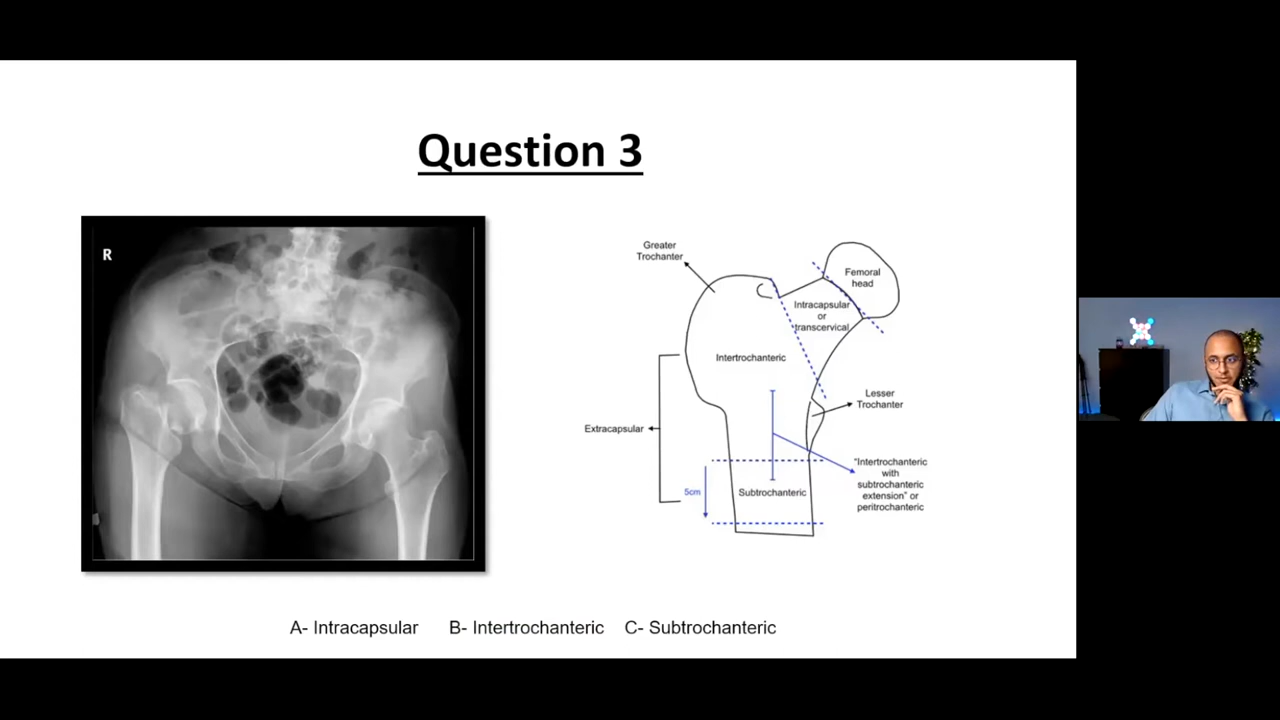 Question 3
R
Greater
Trochanter
Femoral
head
Intracapsular
or
transcervical
Intertrochanteric
Lesser
Trochanter
Extracapsular
"Intertrochanteric
with
subtrochanteric
extension" or
peritrochanteric
5cm
Subtrochanteric
A- Intracapsular B- Intertrochanteric C- Subtrochanteric